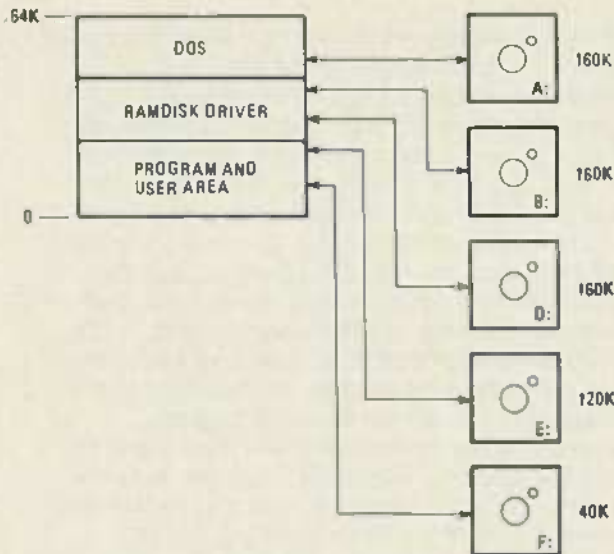 64K
DOS
RAMDISK DRIVER
PROGRAM AND
USER AREA
0
A:
160K
B:
160K
D:
160K
E:
120K
F:
40K